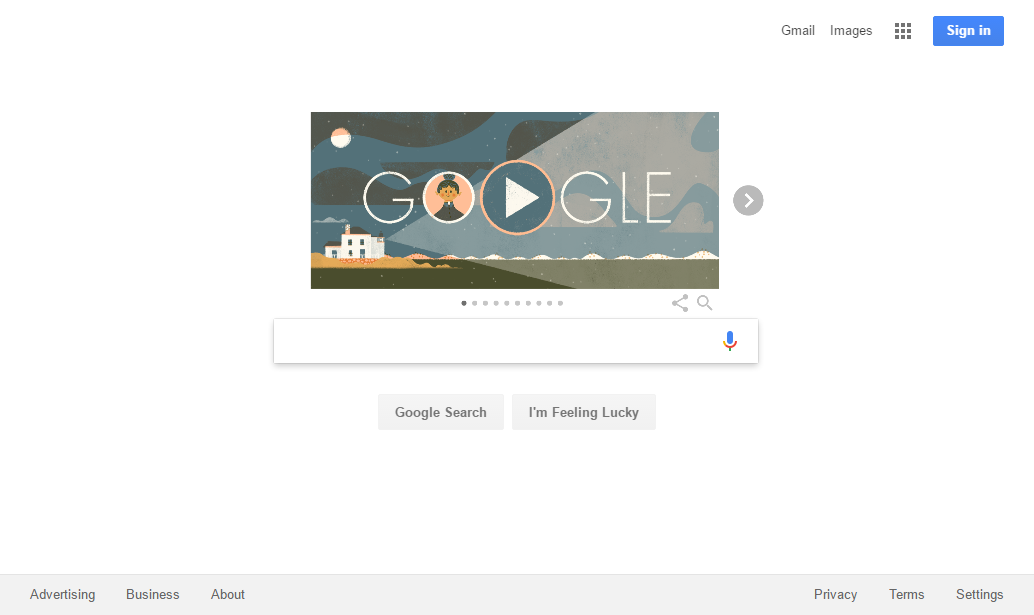 Gmail Images Sign in
GOOGLE
Google Search I'm Feeling Lucky
Advertising Business About Privacy Terms Settings